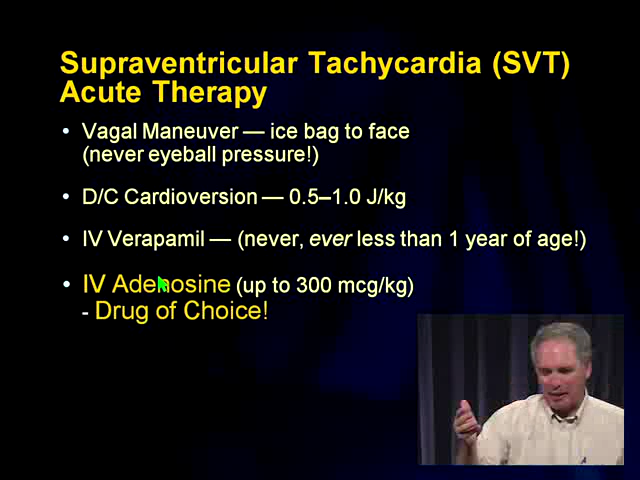 Supraventricular Tachycardia (SVT)
Acute Therapy
• Vagal Maneuver — ice bag to face
(never eyeball pressure!)
• D/C Cardioversion — 0.5–1.0 J/kg
• IV Verapamil — (never, ever less than 1 year of age!)
• IV Adenosine (up to 300 mcg/kg)
- Drug of Choice!